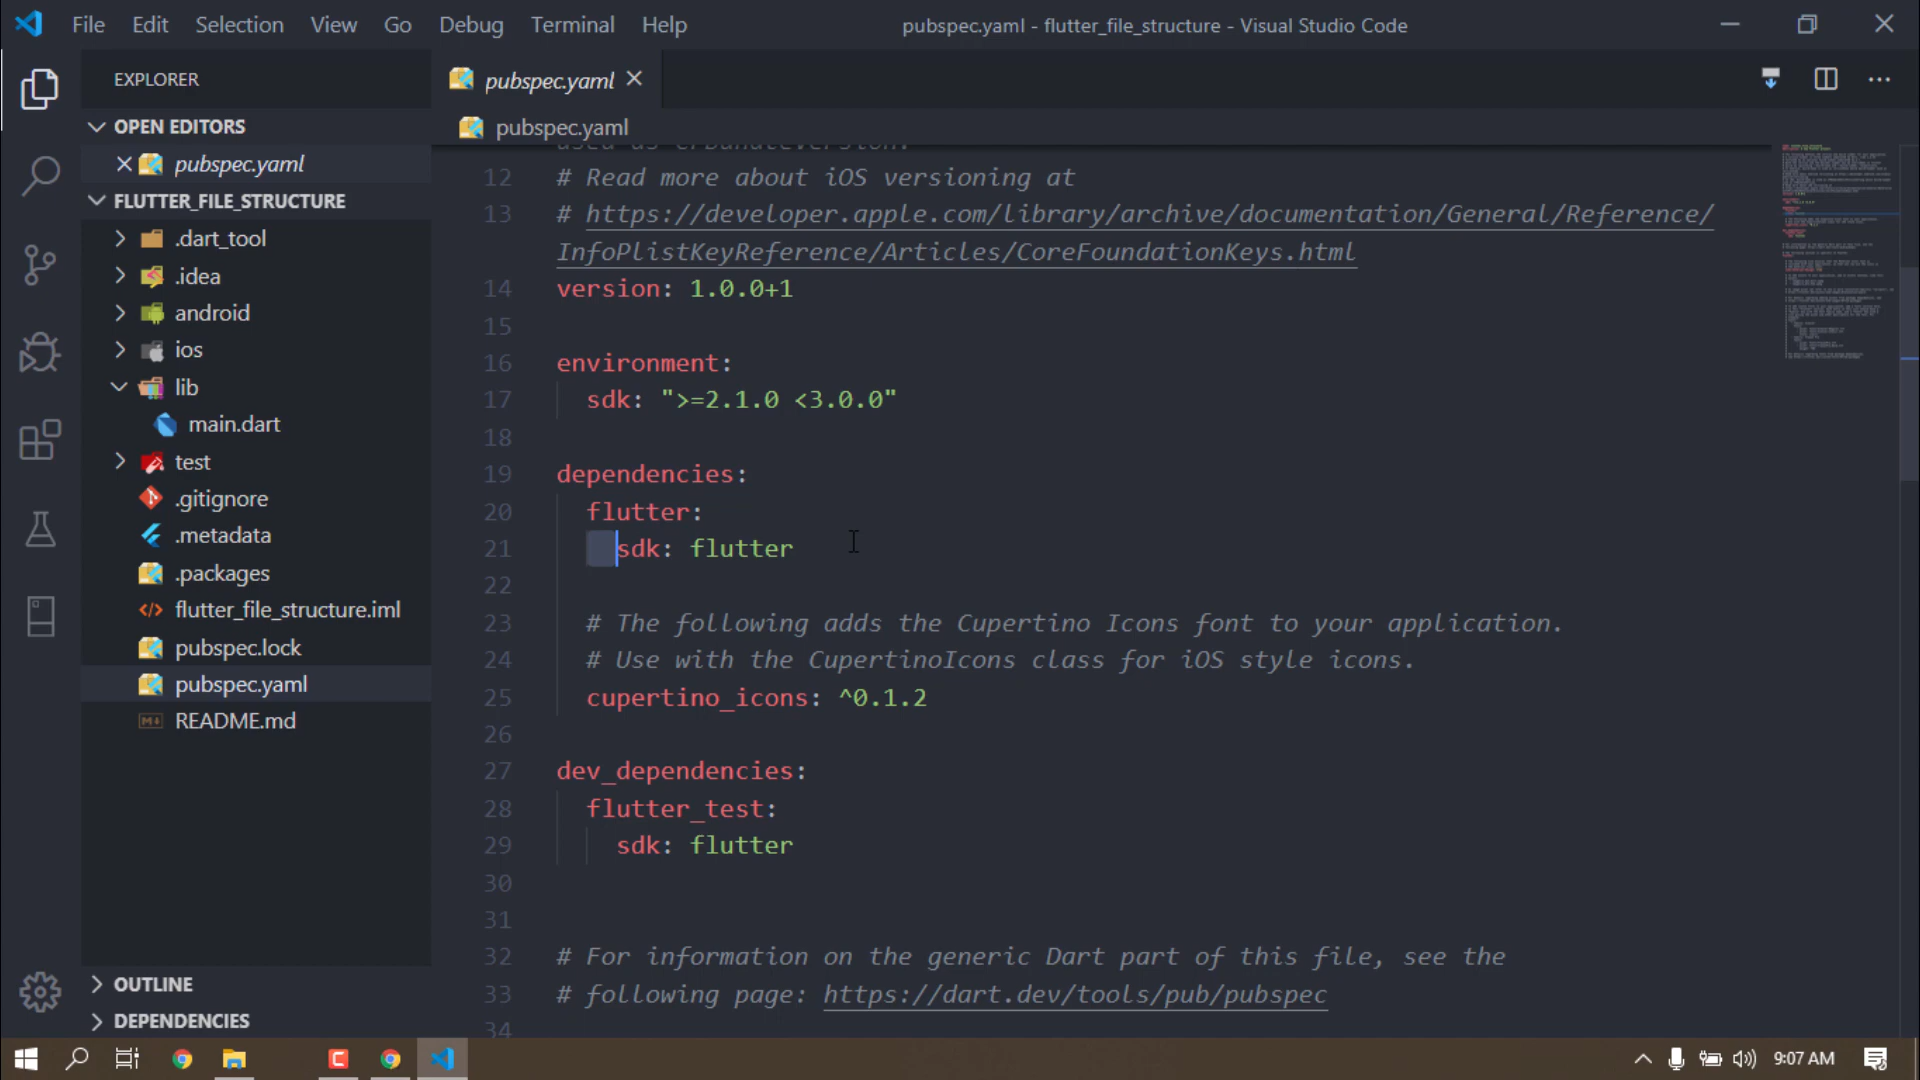 File Edit Selection View Go Debug Terminal Help
pubspec.yaml - flutter_file_structure - Visual Studio Code
EXPLORER
OPEN EDITORS
pubspec.yaml
FLUTTER_FILE_STRUCTURE
.dart_tool
.idea
android
ios
lib
main.dart
test
.gitignore
.metadata
.packages
flutter_file_structure.iml
pubspec.lock
pubspec.yaml
README.md
OUTLINE
DEPENDENCIES
pubspec.yaml
pubspec.yaml
12 # Read more about iOS versioning at
13 # https://developer.apple.com/library/archive/documentation/General/Reference/
InfoPlistKeyReference/Articles/CoreFoundationKeys.html
14 version: 1.0.0+1
15
16 environment:
17 sdk: ">=2.1.0 <3.0.0"
18
19 dependencies:
20 flutter:
21 sdk: flutter
22
23 # The following adds the Cupertino Icons font to your application.
24 # Use with the CupertinoIcons class for iOS style icons.
25 cupertino_icons: ^0.1.2
26
27 dev_dependencies:
28 flutter_test:
29 sdk: flutter
30
31
32 # For information on the generic Dart part of this file, see the
33 # following page: https://dart.dev/tools/pub/pubspec
34
9:07 AM